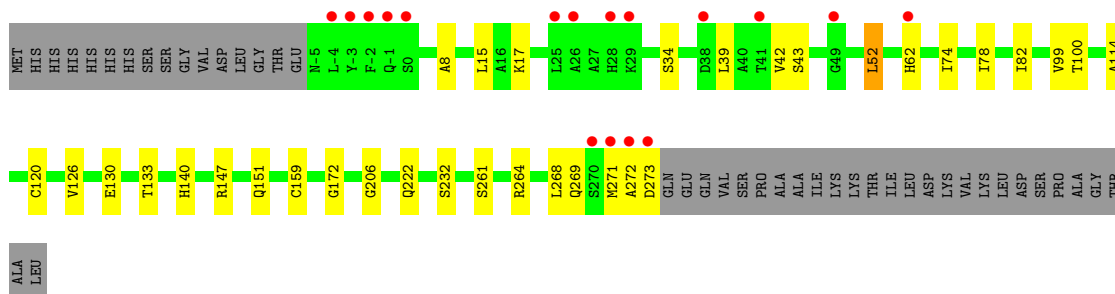 MET HIS HIS HIS HIS HIS HIS SER SER GLY VAL ASP LEU GLY THR GLU N-5 L-4 Y-3 F-2 Q-1 S0 A8 L15 A16 K17 L25 A26 A27 H28 K29 S34 D38 L39 A40 T41 V42 S43 G49 L52 H62 I74 I78 I82 V99 T100 A114
C120 V126 E130 T133 H140 R147 Q151 C159 G172 G206 Q222 S232 S261 R264 L268 Q269 S270 M271 A272 D273 GLN GLU GLN VAL SER PRO ALA ALA ILE LYS LYS THR ILE LEU ASP LYS VAL LYS LEU ASP SER PRO ALA GLY THR
ALA LEU